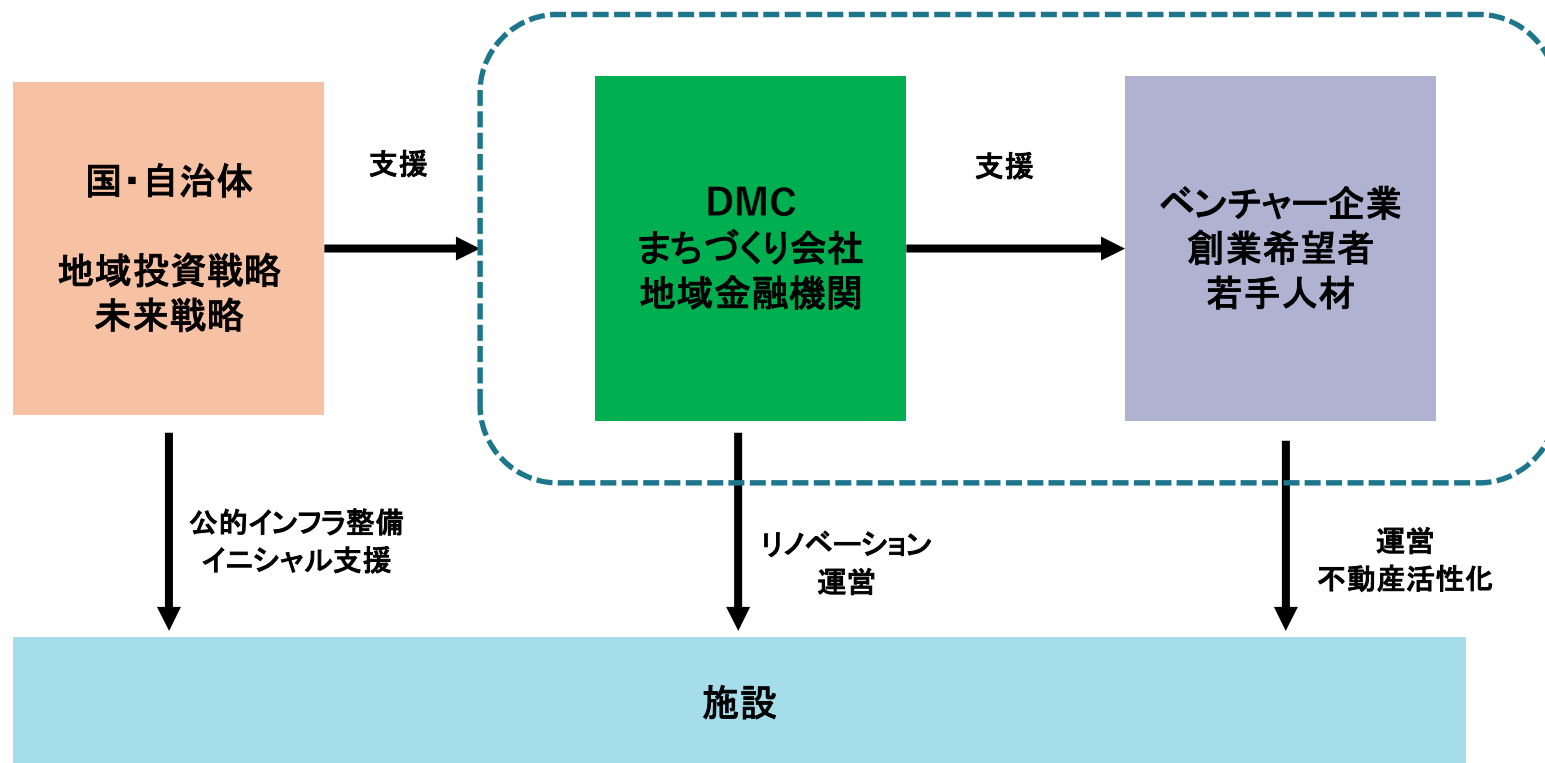 国・自治体
地域投資戦略
未来戦略
支援
DMC
まちづくり会社
地域金融機関
支援
ベンチャー企業
創業希望者
若手人材
公的インフラ整備
イニシャル支援
リノベーション
運営
運営
不動産活性化
施設